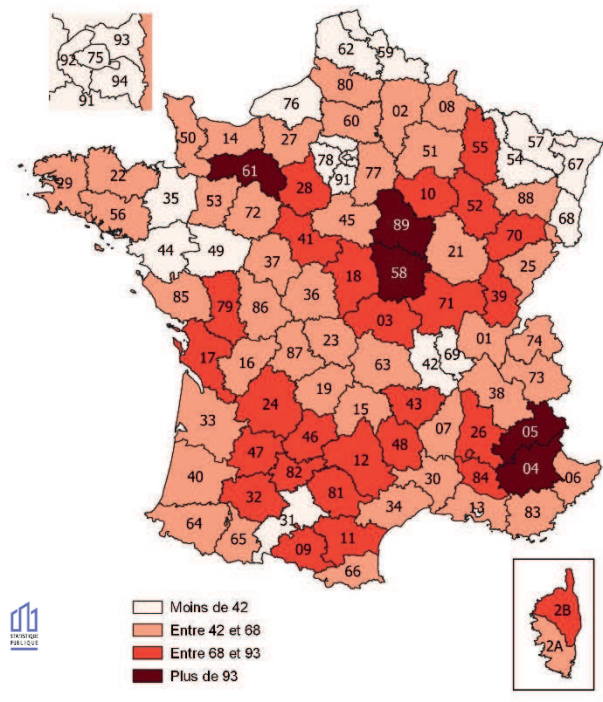 93
92 75
94
91
62 59
80
76 02 08
60
50 14 27 57
78 51 55 54 67
61 77
91
29 22 28 10 88
35 53 52 68
56 72 45
89 70
41
44 49 21 25
37 18 58
85 79 36 39
86 71
03
23 01 74
17 87 42 69
16 63
73
19 38
24 15 43
33 05
07 26
46 48
47 12 04
40 82 30 84 06
32 81 34 13 83
64 31
65 11
09
66
2B
2A
STATISTIQUE
PUBLIQUE
Moins de 42
Entre 42 et 68
Entre 68 et 93
Plus de 93